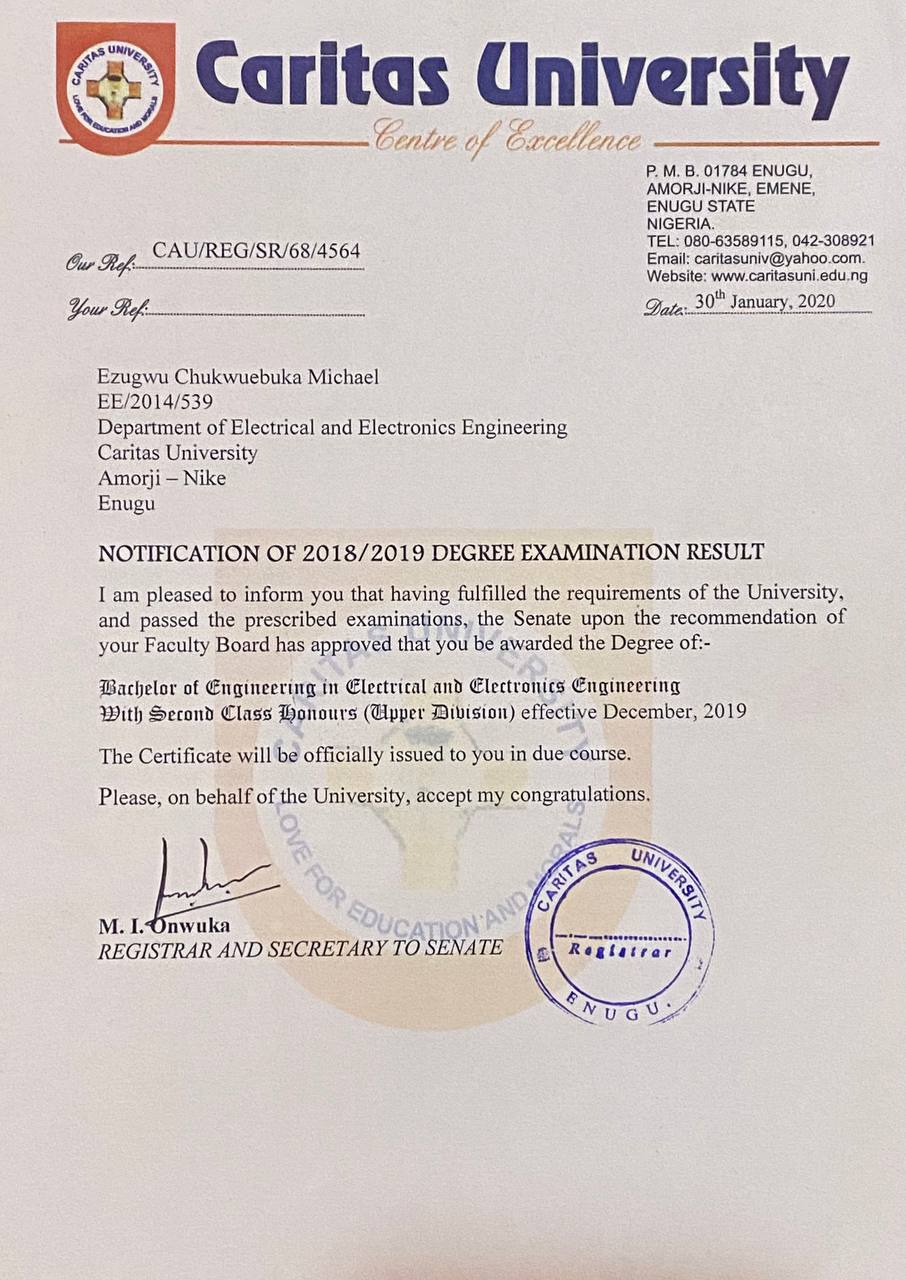 CARITAS UNIVERSITY
LOVE FOR EDUCATION AND MORALS
Caritas University
Centre of Excellence
P. M. B. 01784 ENUGU,
AMORJI-NIKE, EMENE,
ENUGU STATE
NIGERIA.
TEL: 080-63589115, 042-308921
Email: caritasuniv@yahoo.com.
Website: www.caritasuni.edu.ng
Our Ref: CAU/REG/SR/68/4564
Your Ref:
Date: 30th January, 2020
Ezugwu Chukwuebuka Michael
EE/2014/539
Department of Electrical and Electronics Engineering
Caritas University
Amorji – Nike
Enugu
NOTIFICATION OF 2018/2019 DEGREE EXAMINATION RESULT
I am pleased to inform you that having fulfilled the requirements of the University,
and passed the prescribed examinations, the Senate upon the recommendation of
your Faculty Board has approved that you be awarded the Degree of:-
Bachelor of Engineering in Electrical and Electronics Engineering
With Second Class Honours (Upper Division) effective December, 2019
The Certificate will be officially issued to you in due course.
Please, on behalf of the University, accept my congratulations.
CARITAS UNIVERSITY
LOVE FOR EDUCATION AND MORALS
M. I. Onwuka
REGISTRAR AND SECRETARY TO SENATE
CARITAS UNIVERSITY
Registrar
ENUGU.